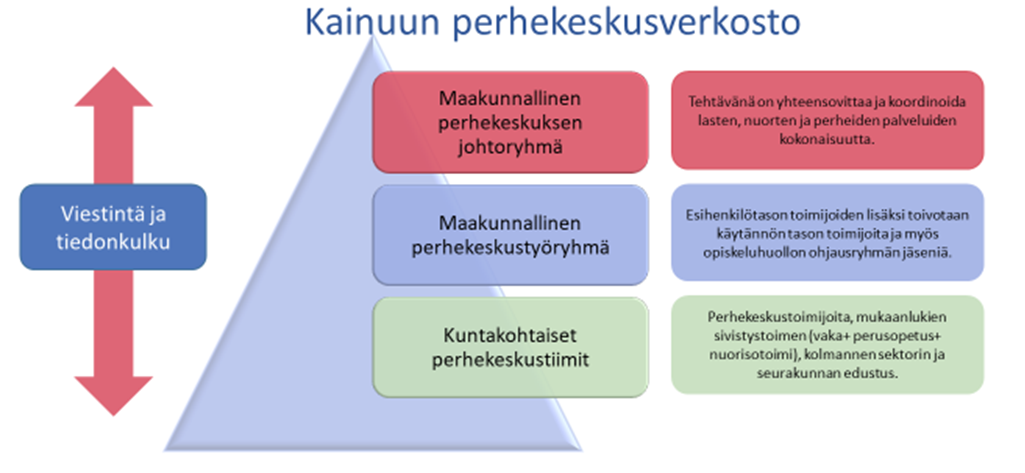 Kainuun perhekeskusverkosto
Viestintä ja
tiedonkulku
Maakunnallinen
perhekeskuksen
johtoryhmä
Tehtävänä on yhteensovittaa ja koordinoida
lasten, nuorten ja perheiden palveluiden
kokonaisuutta.
Maakunnallinen
perhekeskustyöryhmä
Esihenkilötason toimijoiden lisäksi toivotaan
käytännön tason toimijoita ja myös
opiskeluhuollon ohjausryhmän jäseniä.
Kuntakohtaiset
perhekeskustiimit
Perhekeskustoimijoita, mukaanlukien
sivistystoimen (vaka+ perusopetus+
nuorisotoimi), kolmannen sektorin ja
seurakunnan edustus.